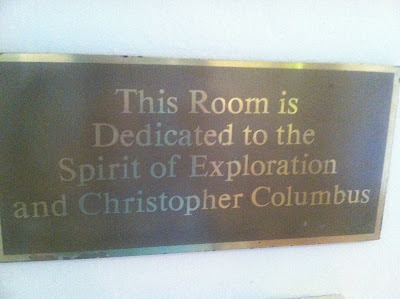 This Room is
Dedicated to the
Spirit of Exploration
and Christopher Columbus